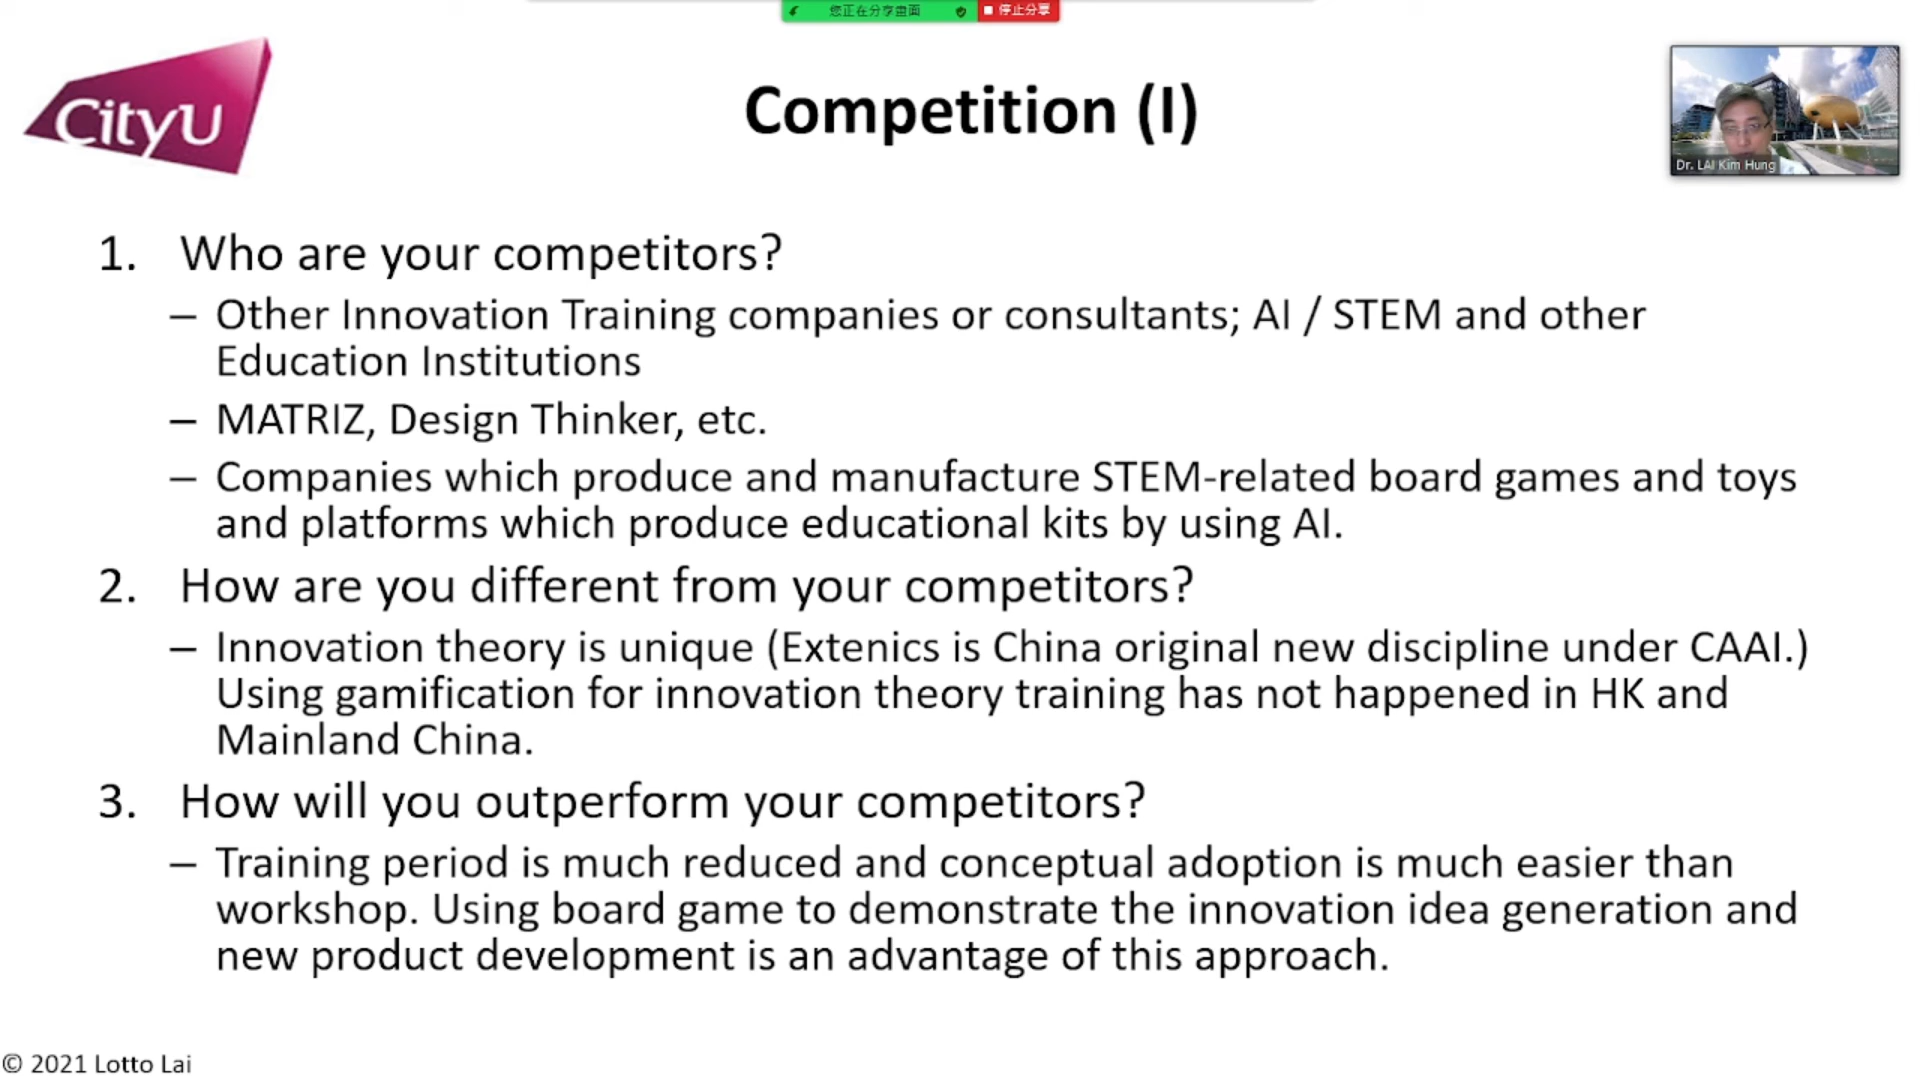 您正在分享畫面
停止分享
CityU
Competition (I)
Dr. LAI Kim Hung
1. Who are your competitors?
– Other Innovation Training companies or consultants; AI / STEM and other
Education Institutions
– MATRIZ, Design Thinker, etc.
– Companies which produce and manufacture STEM-related board games and toys
and platforms which produce educational kits by using AI.
2. How are you different from your competitors?
– Innovation theory is unique (Extenics is China original new discipline under CAAI.)
Using gamification for innovation theory training has not happened in HK and
Mainland China.
3. How will you outperform your competitors?
– Training period is much reduced and conceptual adoption is much easier than
workshop. Using board game to demonstrate the innovation idea generation and
new product development is an advantage of this approach.
© 2021 Lotto Lai